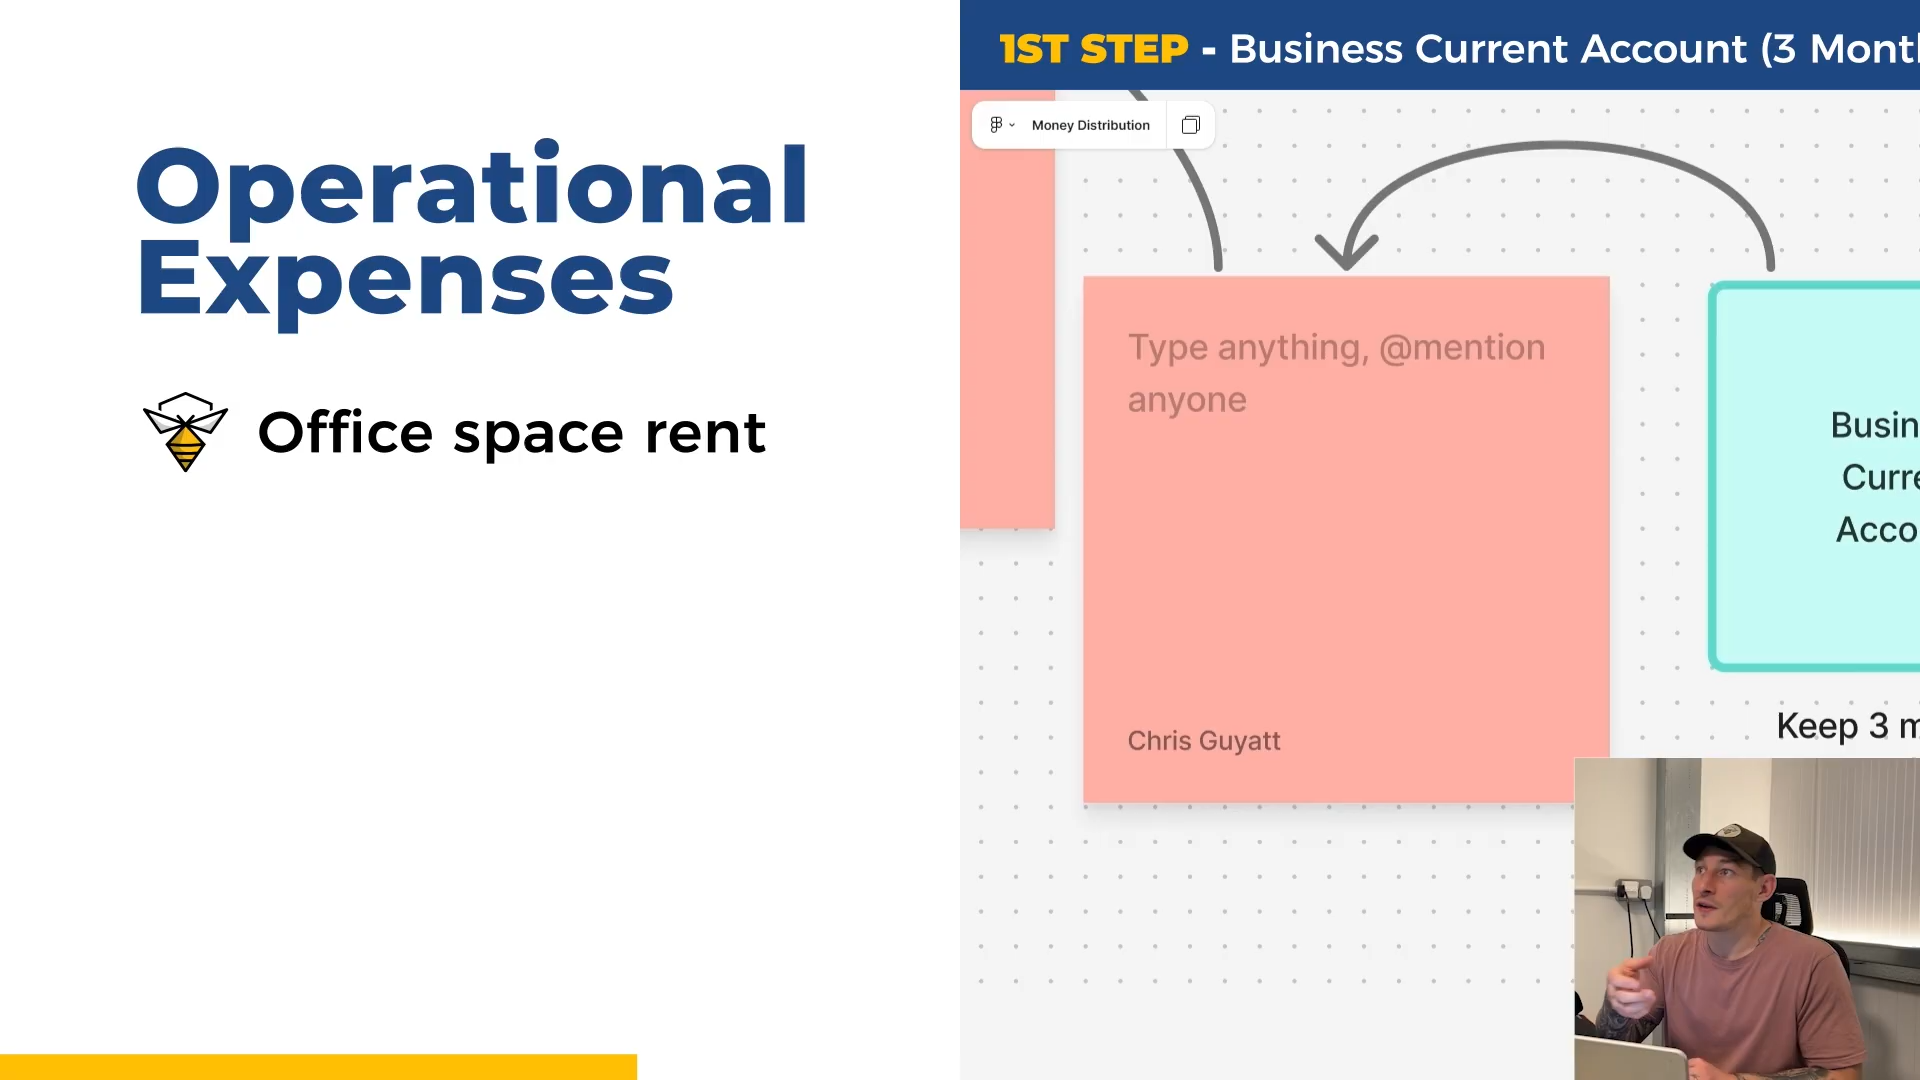 Operational
Expenses
Office space rent
1ST STEP - Business Current Account (3 Mont
Money Distribution
Type anything, @mention
anyone
Chris Guyatt
Busin
Curre
Acco
Keep 3 m